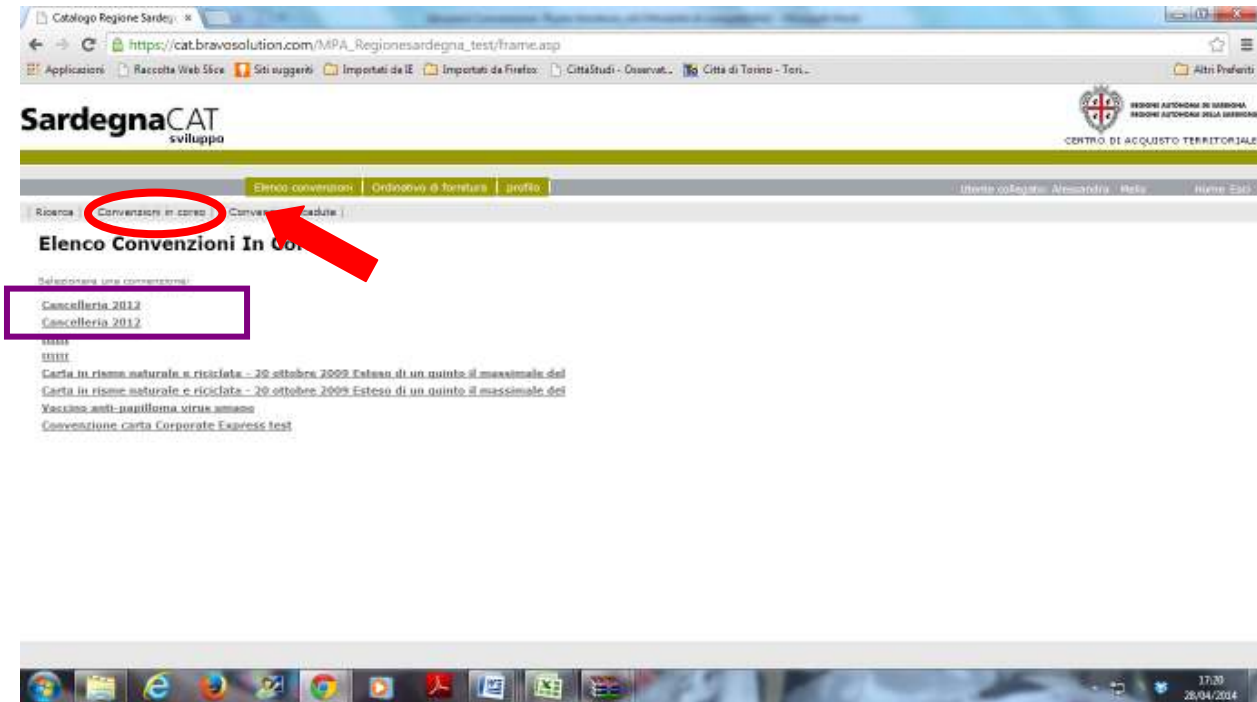 Catalogo Regione Sardeg
https://cat.bravosolution.com/MPA_Regionesardegna_test/frame.asp
Applicazioni Raccolta Web Slice Siti suggeriti Importati da IE Importati da Firefox CittàStudi - Osservat... Città di Torino - Tori... Altri Preferiti
SardegnaCAT
sviluppo
CENTRO DI ACQUISTO TERRITORIALE
Elenco convenzioni | Ordinativo di fornitura | profilo |
Utente collegato: Alessandra Melis Home Esci
| Ricerca | Convenzioni in corso | scadute |
Elenco Convenzioni In
Selezionare una convenzione:
Cancelleria 2012
Cancelleria 2012
Carta in risme naturale e riciclata - 20 ottobre 2009 Esteso di un quinto il massimale del
Carta in risme naturale e riciclata - 20 ottobre 2009 Esteso di un quinto il massimale del
Vaccino anti-papilloma virus umano
Convenzione carta Corporate Express test
17:20
28/04/2014